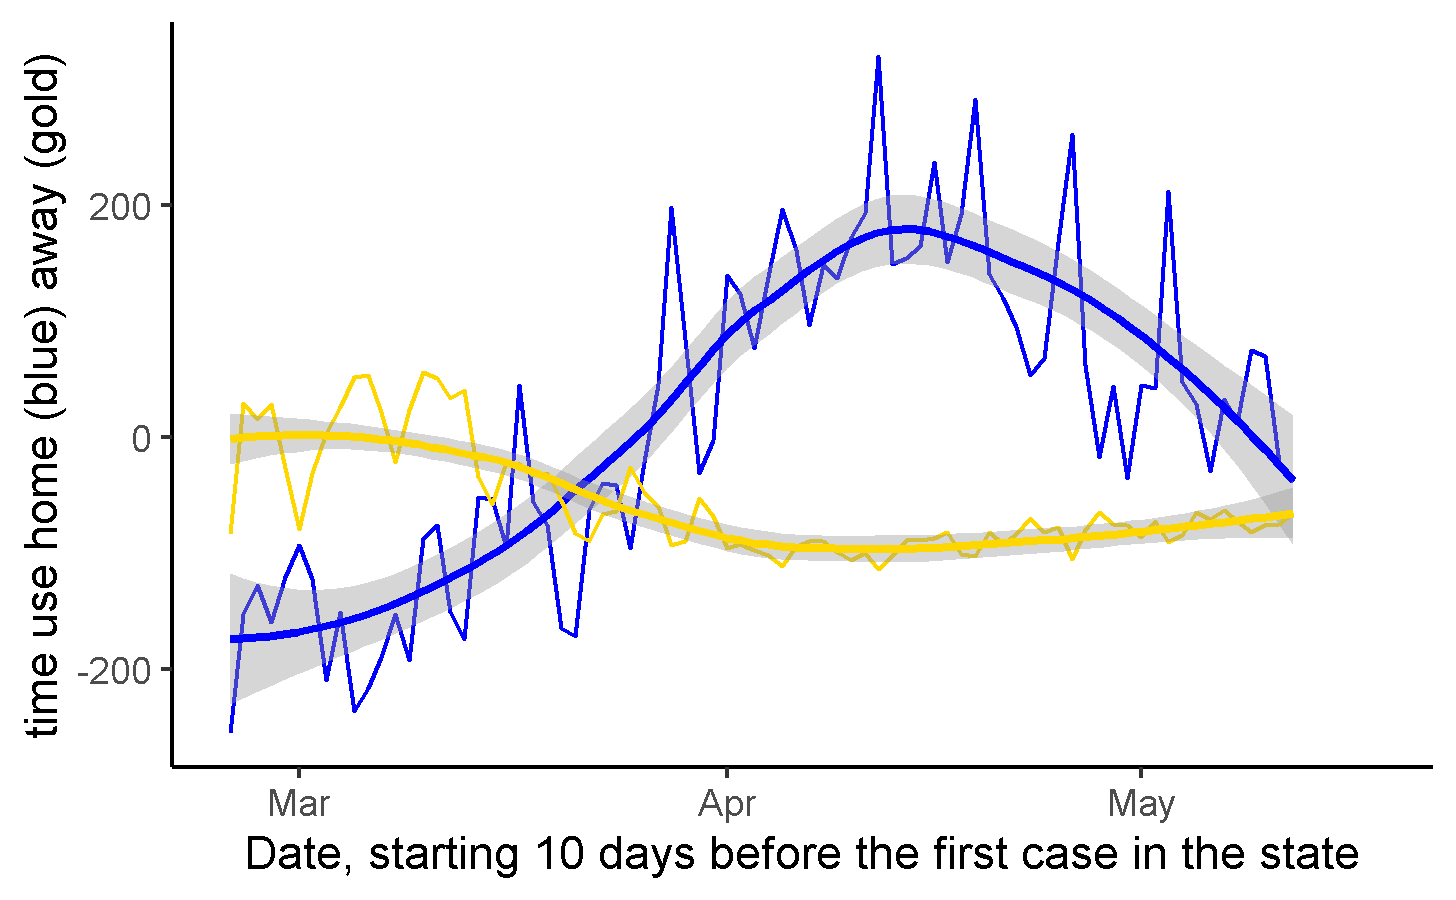 time use home (blue) away (gold)
200
0
-200
Mar
Apr
May
Date, starting 10 days before the first case in the state